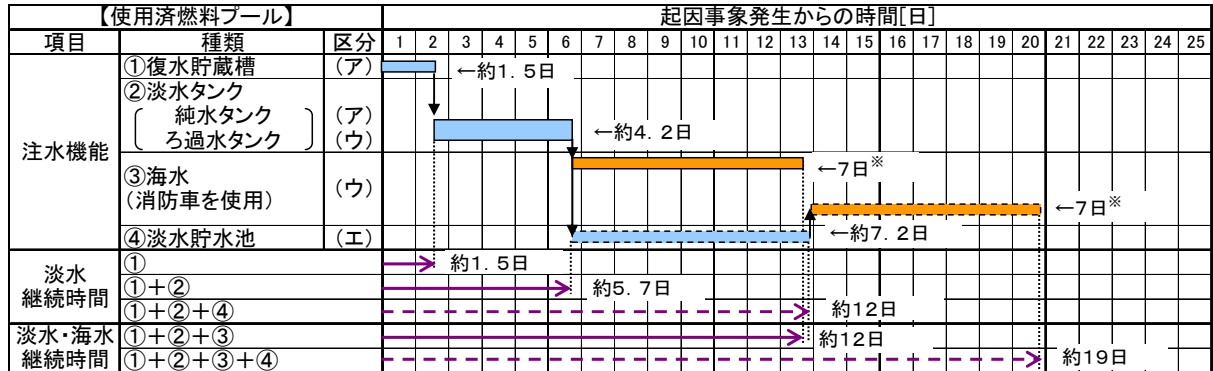 【使用済燃料プール】 起因事象発生からの時間[日]
項目 種類 区分 1 2 3 4 5 6 7 8 9 10 11 12 13 14 15 16 17 18 19 20 21 22 23 24 25
注水機能
①復水貯蔵槽 (ア) ←約1.5日
②淡水タンク
純水タンク (ア)
ろ過水タンク (ウ) ←約4.2日
③海水
(消防車を使用) (ウ) ←7日※
←7日※
④淡水貯水池 (エ) ←約7.2日
淡水
継続時間
① 約1.5日
①+② 約5.7日
①+②+④ 約12日
淡水・海水
継続時間
①+②+③ 約12日
①+②+③+④ 約19日